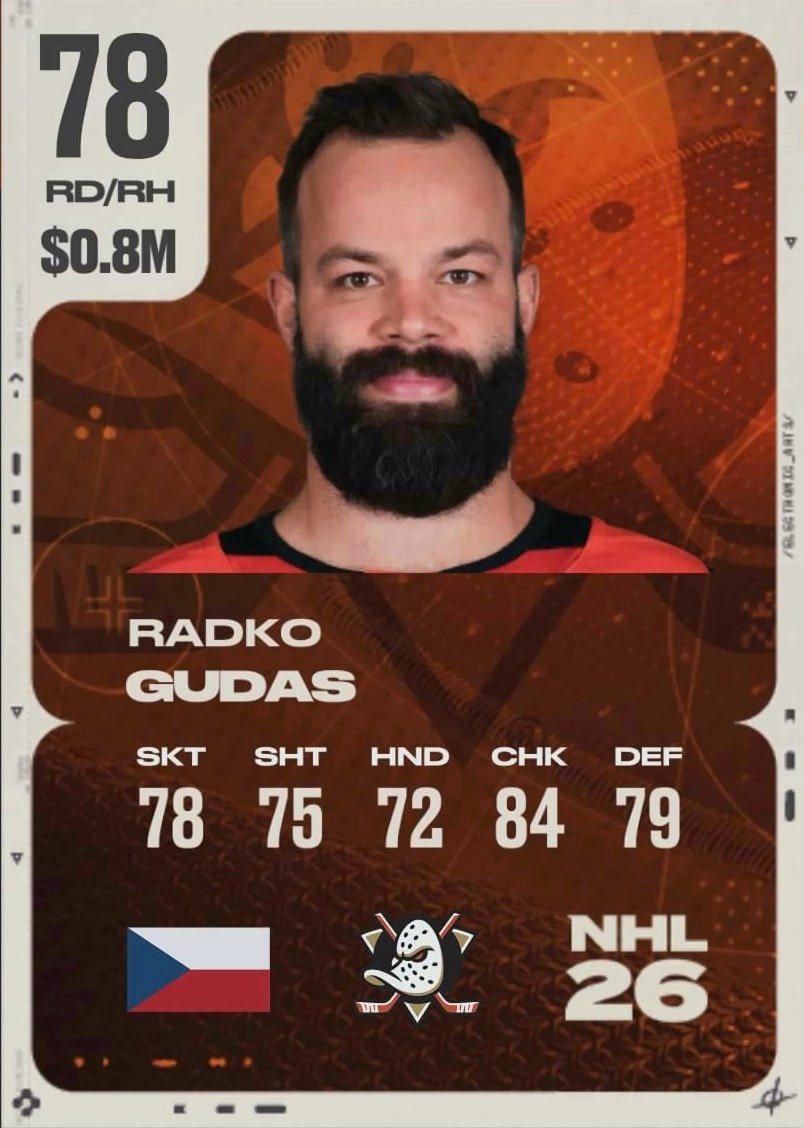 78
RD/RH
$0.8M
RADKO
GUDAS
SKT SHT HND CHK DEF
78 75 72 84 79
NHL
26